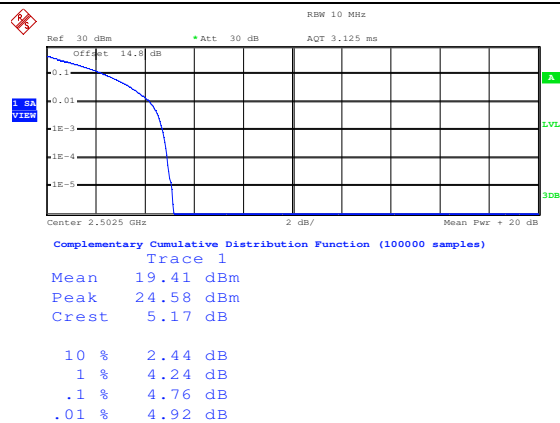 RBW 10 MHz
Ref 30 dBm * Att 30 dB AQT 3.125 ms
Offset 14.8 dB
0.1
A
1 SA
VIEW
0.01
1E-3
LVL
1E-4
1E-5
3DB
Center 2.5025 GHz 2 dB/ Mean Pwr + 20 dB
Complementary Cumulative Distribution Function (100000 samples)
Trace 1
Mean 19.41 dBm
Peak 24.58 dBm
Crest 5.17 dB
10 % 2.44 dB
1 % 4.24 dB
.1 % 4.76 dB
.01 % 4.92 dB